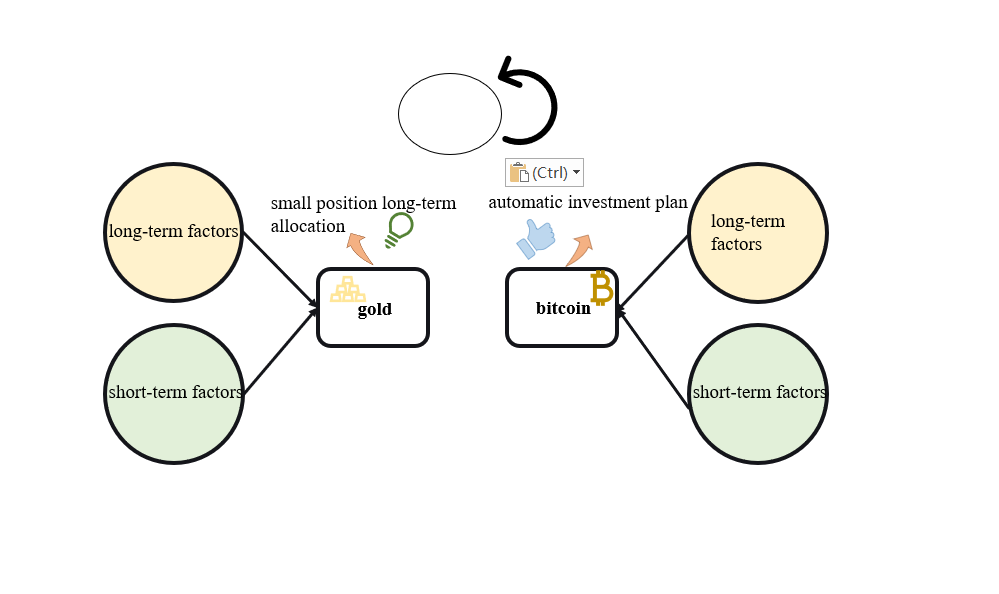 (Ctrl)
small position long-term
allocation
automatic investment plan
long-term factors
long-term
factors
gold
bitcoin
short-term factors
short-term factors